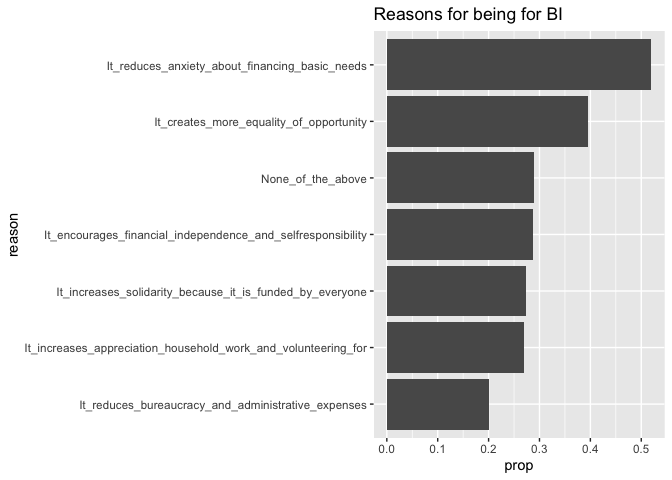 Reasons for being for BI
It_reduces_anxiety_about_financing_basic_needs
It_creates_more_equality_of_opportunity
None_of_the_above
It_encourages_financial_independence_and_selfresponsibility
It_increases_solidarity_because_it_is_funded_by_everyone
It_increases_appreciation_household_work_and_volunteering_for
It_reduces_bureaucracy_and_administrative_expenses
reason
0.0 0.1 0.2 0.3 0.4 0.5
prop